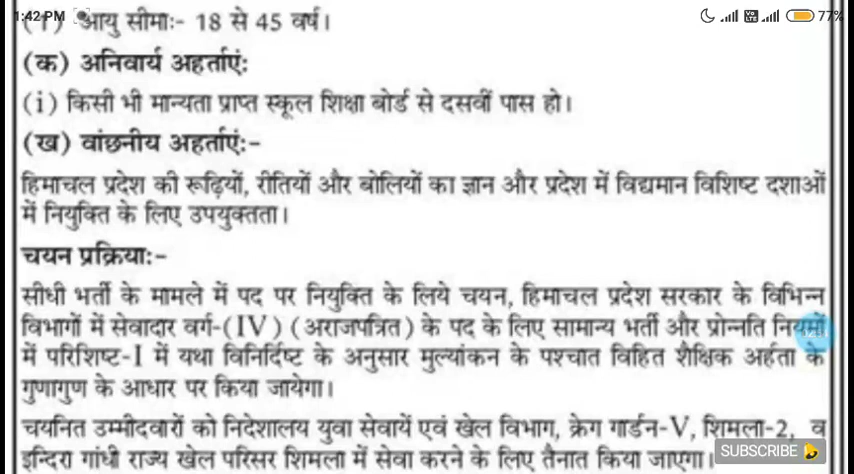 1:42 PM 77%
आयु सीमाः- 18 से 45 वर्ष।
(क) अनिवार्य अहर्ताएंः
(i) किसी भी मान्यता प्राप्त स्कूल शिक्षा बोर्ड से दसवीं पास हो।
(ख) वांछनीय अहर्ताएंः-
हिमाचल प्रदेश की रूढ़ियों, रीतियों और बोलियों का ज्ञान और प्रदेश में विद्यमान विशिष्ट दशाओं
में नियुक्ति के लिए उपयुक्तता।
चयन प्रक्रियाः-
सीधी भर्ती के मामले में पद पर नियुक्ति के लिये चयन, हिमाचल प्रदेश सरकार के विभिन्न
विभागों में सेवादार वर्ग-(IV) (अराजपत्रित) के पद के लिए सामान्य भर्ती और प्रोन्नति नियमों
में परिशिष्ट-I में यथा विनिर्दिष्ट के अनुसार मुल्यांकन के पश्चात विहित शैक्षिक अर्हता के
गुणागुण के आधार पर किया जायेगा।
चयनित उम्मीदवारों को निदेशालय युवा सेवायें एवं खेल विभाग, क्रेग गार्डन-V, शिमला-2, व
इन्दिरा गांधी राज्य खेल परिसर शिमला में सेवा करने के लिए तैनात किया जाएगा।
SUBSCRIBE